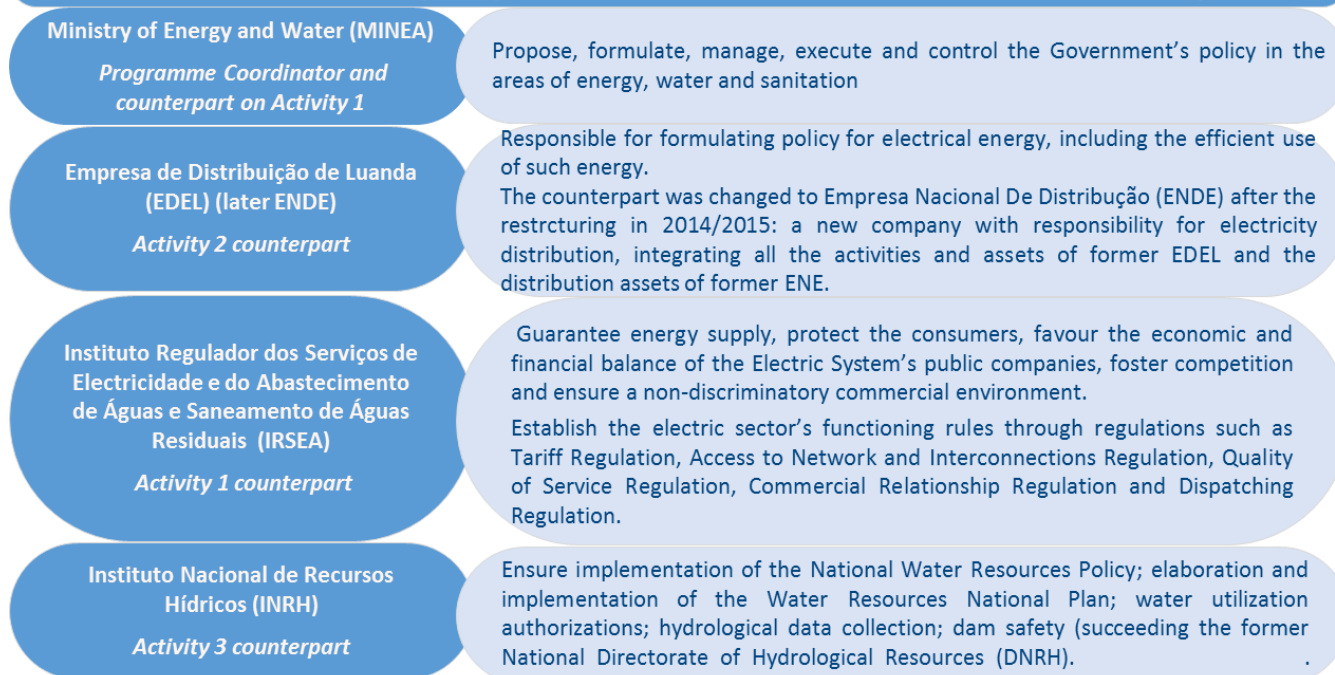 Ministry of Energy and Water (MINEA)
Programme Coordinator and
counterpart on Activity 1
Propose, formulate, manage, execute and control the Government's policy in the
areas of energy, water and sanitation
Empresa de Distribuição de Luanda
(EDEL) (later ENDE)
Activity 2 counterpart
Responsible for formulating policy for electrical energy, including the efficient use
of such energy.
The counterpart was changed to Empresa Nacional De Distribução (ENDE) after the
restrcturing in 2014/2015: a new company with responsibility for electricity
distribution, integrating all the activities and assets of former EDEL and the
distribution assets of former ENE.
Instituto Regulador dos Serviços de
Electricidade e do Abastecimento
de Águas e Saneamento de Águas
Residuais (IRSEA)
Activity 1 counterpart
Guarantee energy supply, protect the consumers, favour the economic and
financial balance of the Electric System's public companies, foster competition
and ensure a non-discriminatory commercial environment.
Establish the electric sector's functioning rules through regulations such as
Tariff Regulation, Access to Network and Interconnections Regulation, Quality
of Service Regulation, Commercial Relationship Regulation and Dispatching
Regulation.
Instituto Nacional de Recursos
Hídricos (INRH)
Activity 3 counterpart
Ensure implementation of the National Water Resources Policy; elaboration and
implementation of the Water Resources National Plan; water utilization
authorizations; hydrological data collection; dam safety (succeeding the former
National Directorate of Hydrological Resources (DNRH). .